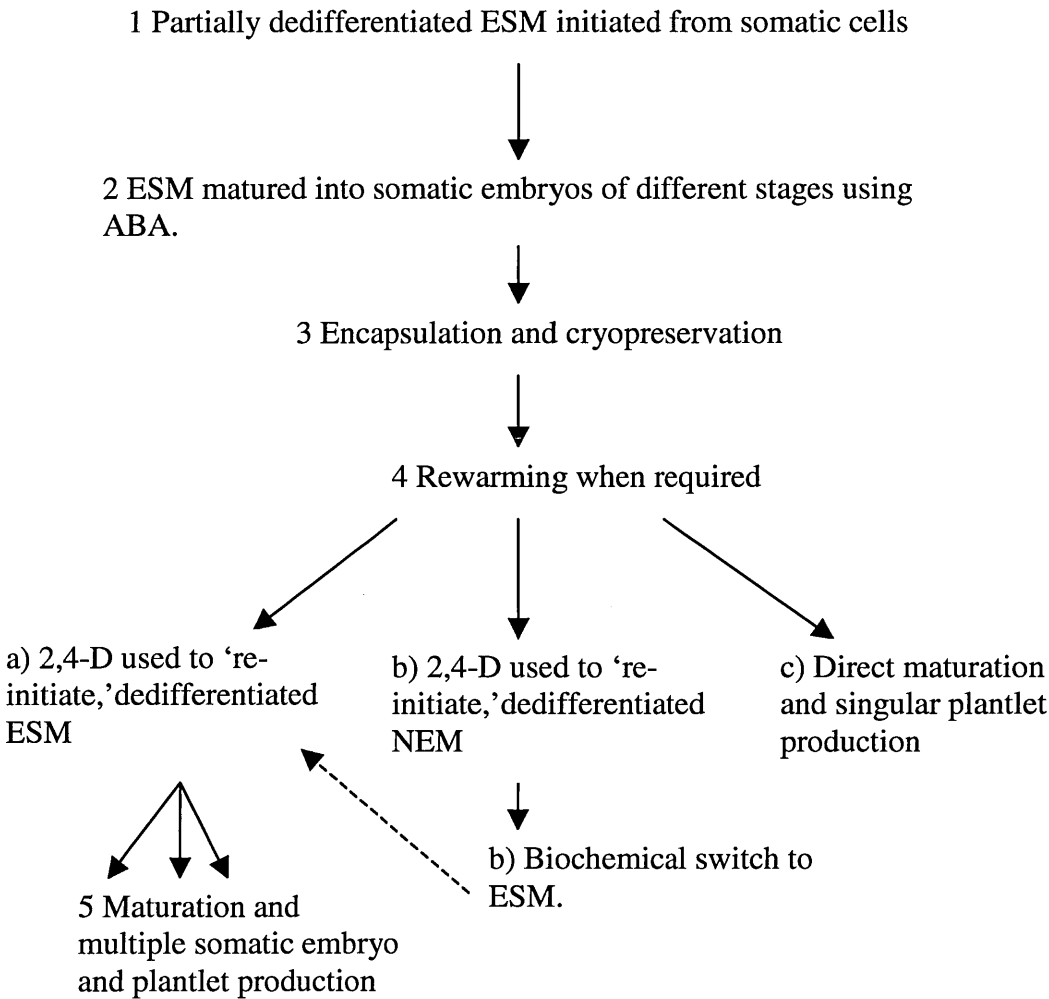 1 Partially dedifferentiated ESM initiated from somatic cells
2 ESM matured into somatic embryos of different stages using
ABA.
3 Encapsulation and cryopreservation
4 Rewarming when required
a) 2,4-D used to ‘re-
initiate,’dedifferentiated
ESM
b) 2,4-D used to ‘re-
initiate,’dedifferentiated
NEM
c) Direct maturation
and singular plantlet
production
b) Biochemical switch to
ESM.
5 Maturation and
multiple somatic embryo
and plantlet production